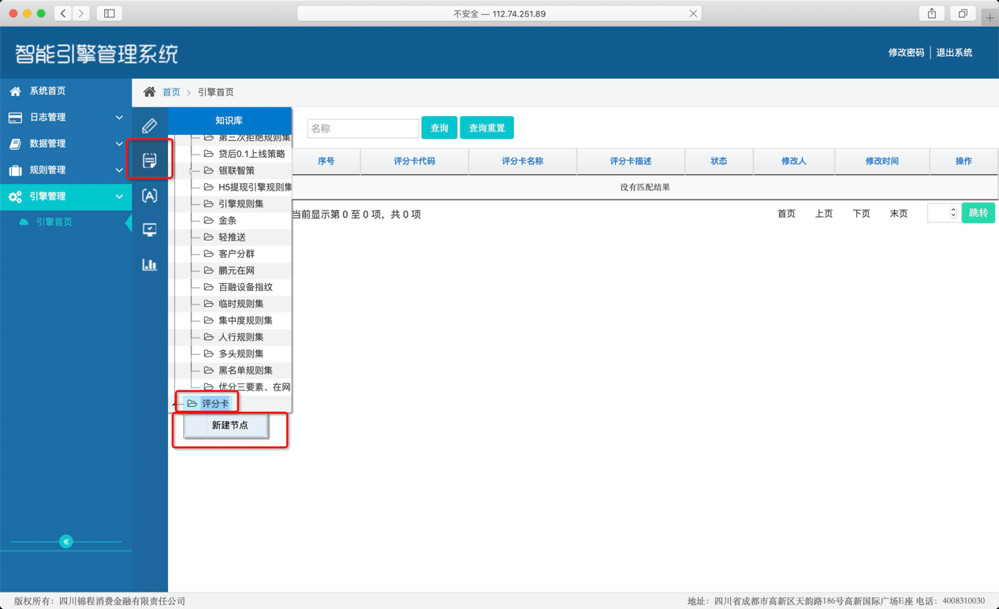 不安全 — 112.74.251.89
智能引擎管理系统
修改密码
退出系统
系统首页
日志管理
数据管理
规则管理
引擎管理
引擎首页
首页 > 引擎首页
知识库
第三次拒绝规则集
贷后0.1上线策略
银联智策
H5提现引擎规则集
引擎规则集
金条
轻推送
客户分群
鹏元在网
百融设备指纹
临时规则集
集中度规则集
人行规则集
多头规则集
黑名单规则集
优分三要素、在网
评分卡
新建节点
名称
查询
查询重置
序号 评分卡代码 评分卡名称 评分卡描述 状态 修改人 修改时间 操作
没有匹配结果
当前显示第 0 至 0 项，共 0 项
首页 上页 下页 末页
跳转
版权所有：四川锦程消费金融有限责任公司
地址：四川省成都市高新区天韵路186号高新国际广场E座 电话：4008310030